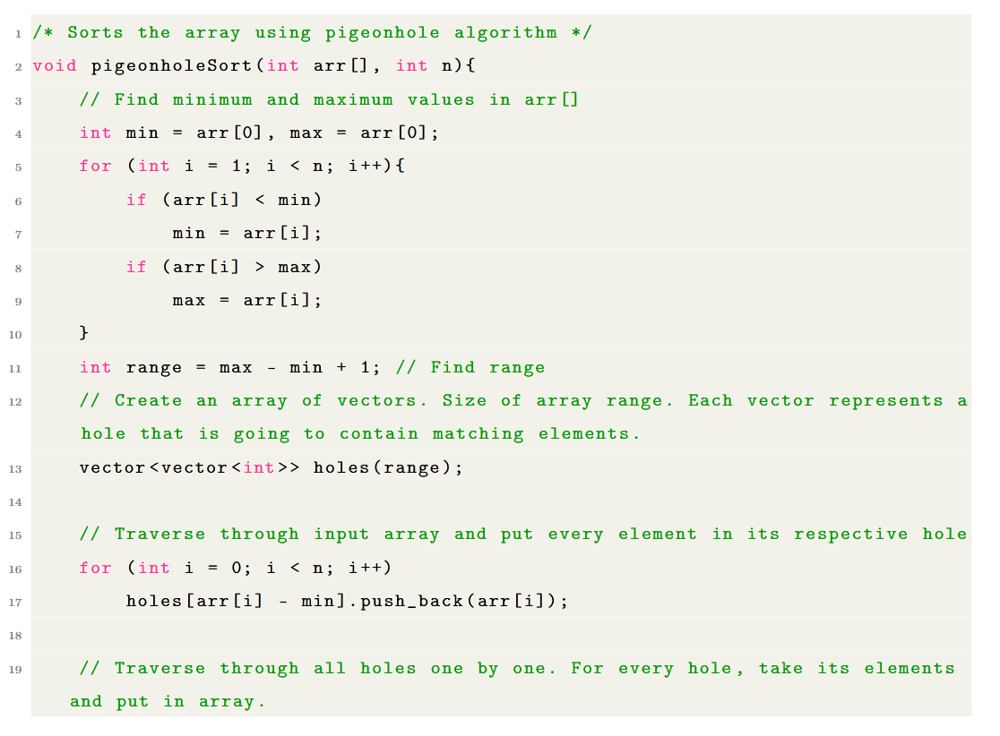 1 /* Sorts the array using pigeonhole algorithm */
2 void pigeonholeSort(int arr[], int n){
3 // Find minimum and maximum values in arr[]
4 int min = arr[0], max = arr[0];
5 for (int i = 1; i < n; i++){
6 if (arr[i] < min)
7 min = arr[i];
8 if (arr[i] > max)
9 max = arr[i];
10 }
11 int range = max - min + 1; // Find range
12 // Create an array of vectors. Size of array range. Each vector represents a
hole that is going to contain matching elements.
13 vector<vector<int>> holes(range);
14
15 // Traverse through input array and put every element in its respective hole
16 for (int i = 0; i < n; i++)
17 holes[arr[i] - min].push_back(arr[i]);
18
19 // Traverse through all holes one by one. For every hole, take its elements
and put in array.